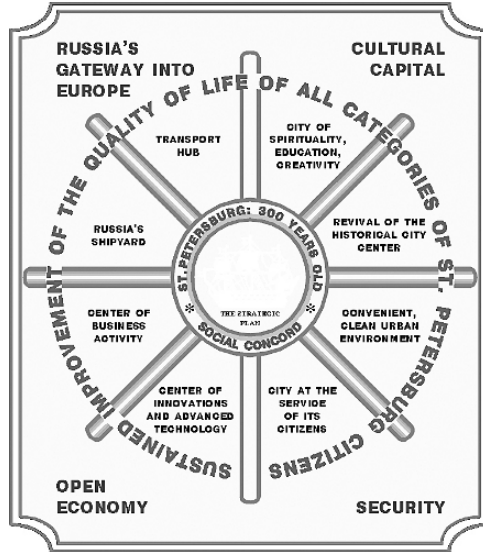 RUSSIA'S
GATEWAY INTO
EUROPE
CULTURAL
CAPITAL
SUSTAINED IMPROVEMENT OF THE QUALITY OF LIFE OF ALL CATEGORIES OF ST. PETERSBURG CITIZENS
TRANSPORT
HUB
CITY OF
SPIRITUALITY,
EDUCATION,
CREATIVITY
RUSSIA'S
SHIPYARD
REVIVAL OF THE
HISTORICAL CITY
CENTER
ST.PETERSBURG: 300 YEARS OLD
* SOCIAL CONCORD *
THE STRATEGIC
PLAN
CENTER OF
BUSINESS
ACTIVITY
CONVENIENT,
CLEAN URBAN
ENVIRONMENT
CENTER OF
INNOVATIONS
AND ADVANCED
TECHNOLOGY
CITY AT THE
SERVICE
OF ITS
CITIZENS
OPEN
ECONOMY
SECURITY